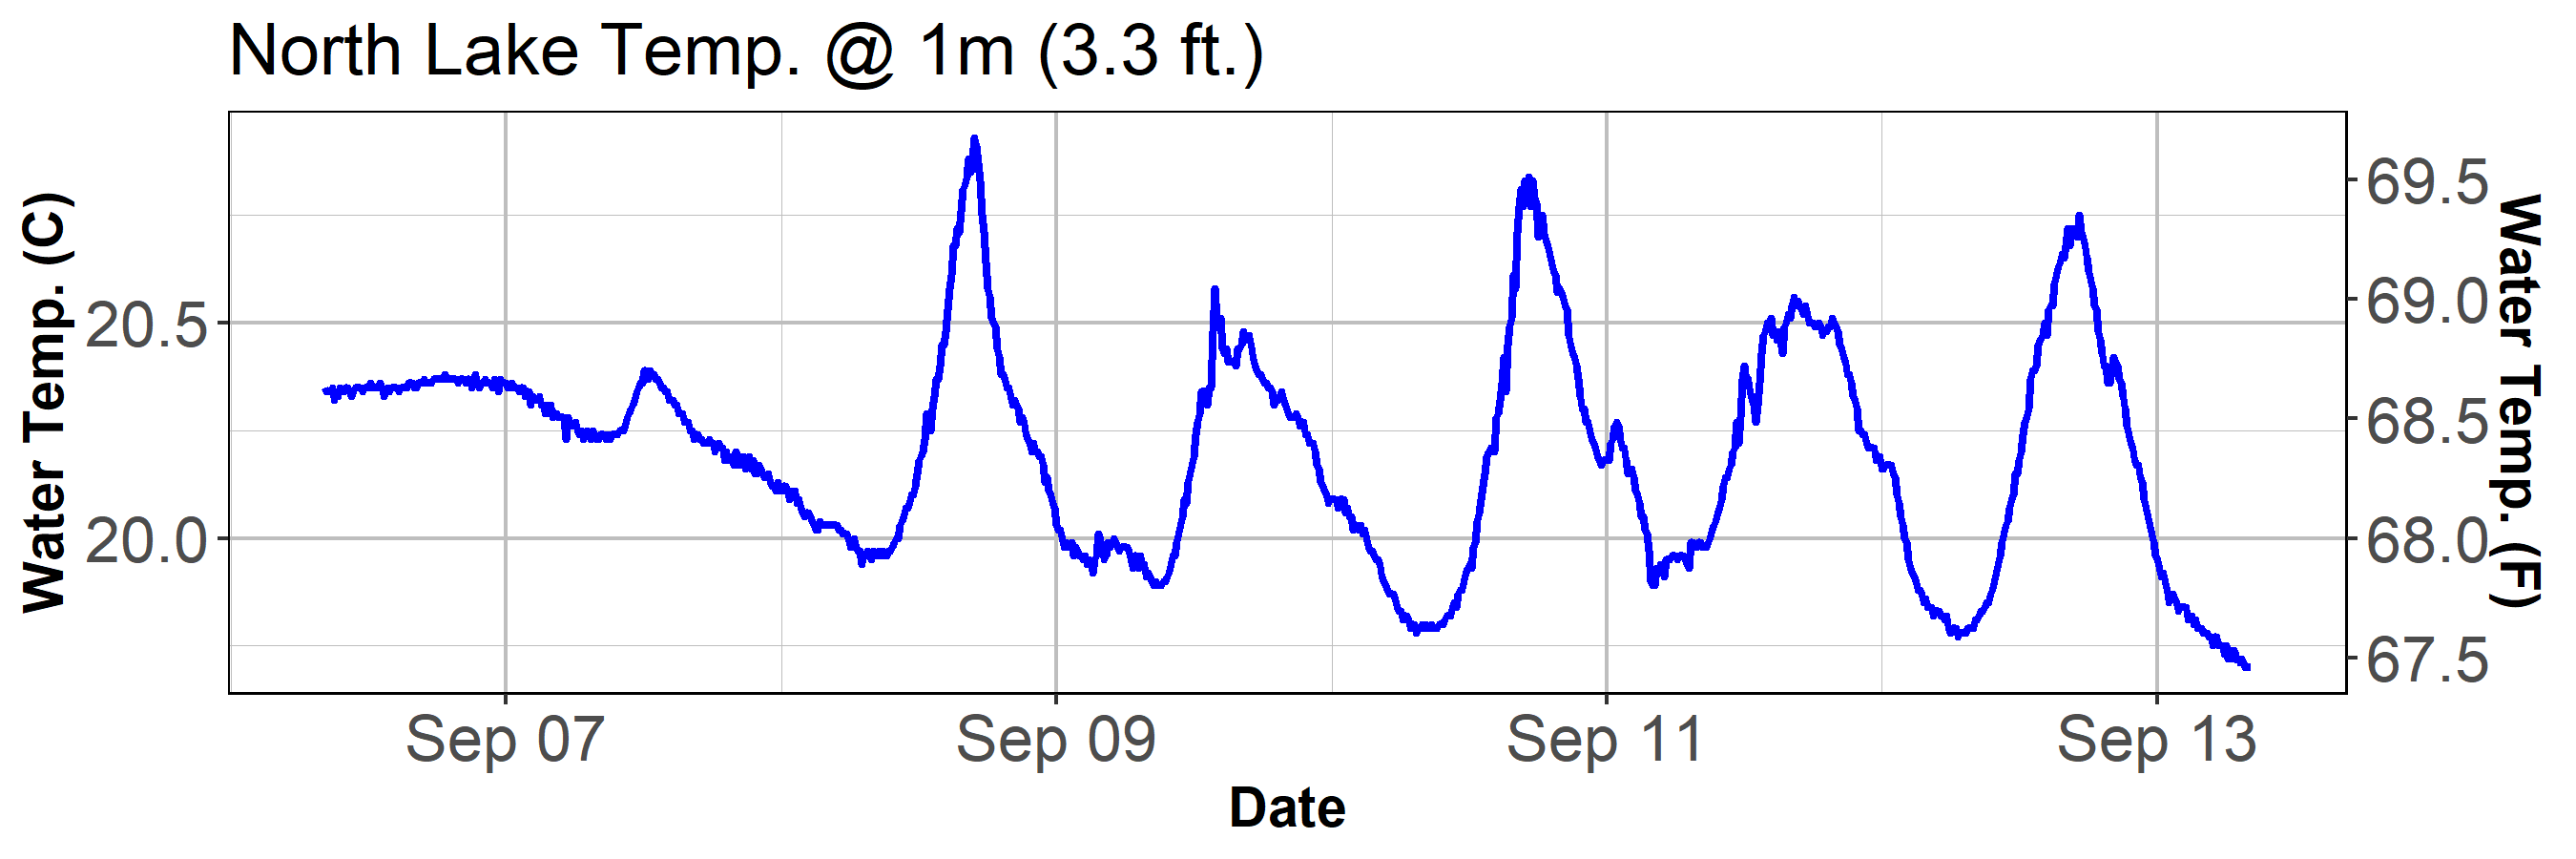 North Lake Temp. @ 1m (3.3 ft.)
Water Temp. (C)
20.5
20.0
69.5
69.0
68.5
68.0
67.5
Water Temp. (F)
Sep 07
Sep 09
Sep 11
Sep 13
Date